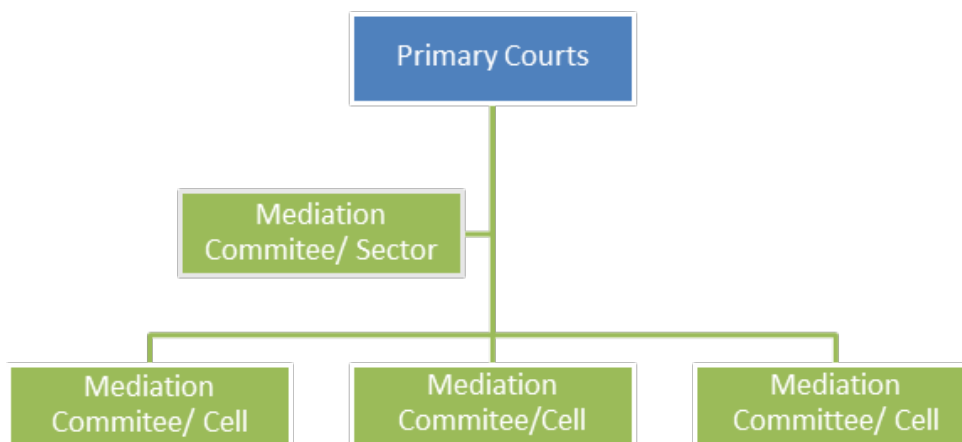 Primary Courts
Mediation
Commitee/ Sector
Mediation
Commitee/ Cell
Mediation
Commitee/Cell
Mediation
Committee/ Cell